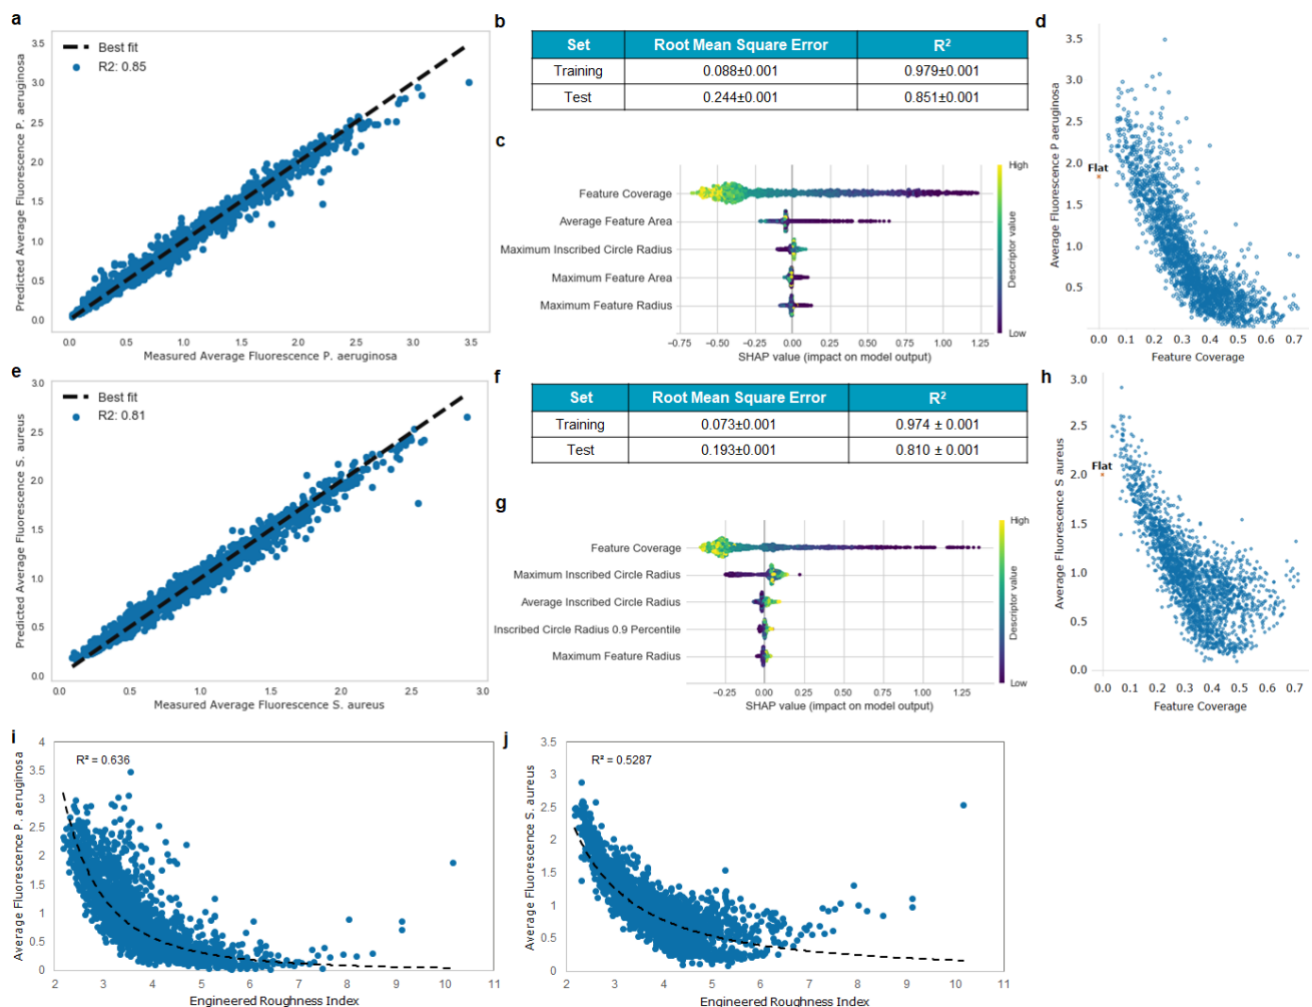 a
Best fit
R2: 0.85
Predicted Average Fluorescence P. aeruginosa
3.5
3.0
2.5
2.0
1.5
1.0
0.5
0.0
0.0 0.5 1.0 1.5 2.0 2.5 3.0 3.5
Measured Average Fluorescence P. aeruginosa
b
Set Root Mean Square Error R²
Training 0.088±0.001 0.979±0.001
Test 0.244±0.001 0.851±0.001
c
Feature Coverage
Average Feature Area
Maximum Inscribed Circle Radius
Maximum Feature Area
Maximum Feature Radius
−0.75 −0.50 −0.25 0.00 0.25 0.50 0.75 1.00 1.25
SHAP value (impact on model output)
High
Descriptor value
Low
d
Average Fluorescence P aeruginosa
3.5
3.0
2.5
2.0
Flat
1.5
1.0
0.5
0.0 0.1 0.2 0.3 0.4 0.5 0.6 0.7
Feature Coverage
e
Best fit
R2: 0.81
Predicted Average Fluorescence S. aureus
3.0
2.5
2.0
1.5
1.0
0.5
0.0
0.0 0.5 1.0 1.5 2.0 2.5 3.0
Measured Average Fluorescence S. aureus
f
Set Root Mean Square Error R²
Training 0.073±0.001 0.974 ± 0.001
Test 0.193±0.001 0.810 ± 0.001
g
Feature Coverage
Maximum Inscribed Circle Radius
Average Inscribed Circle Radius
Inscribed Circle Radius 0.9 Percentile
Maximum Feature Radius
−0.25 0.00 0.25 0.50 0.75 1.00 1.25
SHAP value (impact on model output)
High
Descriptor value
Low
h
Average Fluorescence S aureus
3.0
2.5
Flat
2.0
1.5
1.0
0.5
0.0
0.0 0.1 0.2 0.3 0.4 0.5 0.6 0.7
Feature Coverage
i
R² = 0.636
Average Fluorescence P. aeruginosa
4
3.5
3
2.5
2
1.5
1
0.5
0
2 3 4 5 6 7 8 9 10 11
Engineered Roughness Index
j
R² = 0.5287
Average Fluorescence S. aureus
3.5
3
2.5
2
1.5
1
0.5
0
2 3 4 5 6 7 8 9 10 11
Engineered Roughness Index